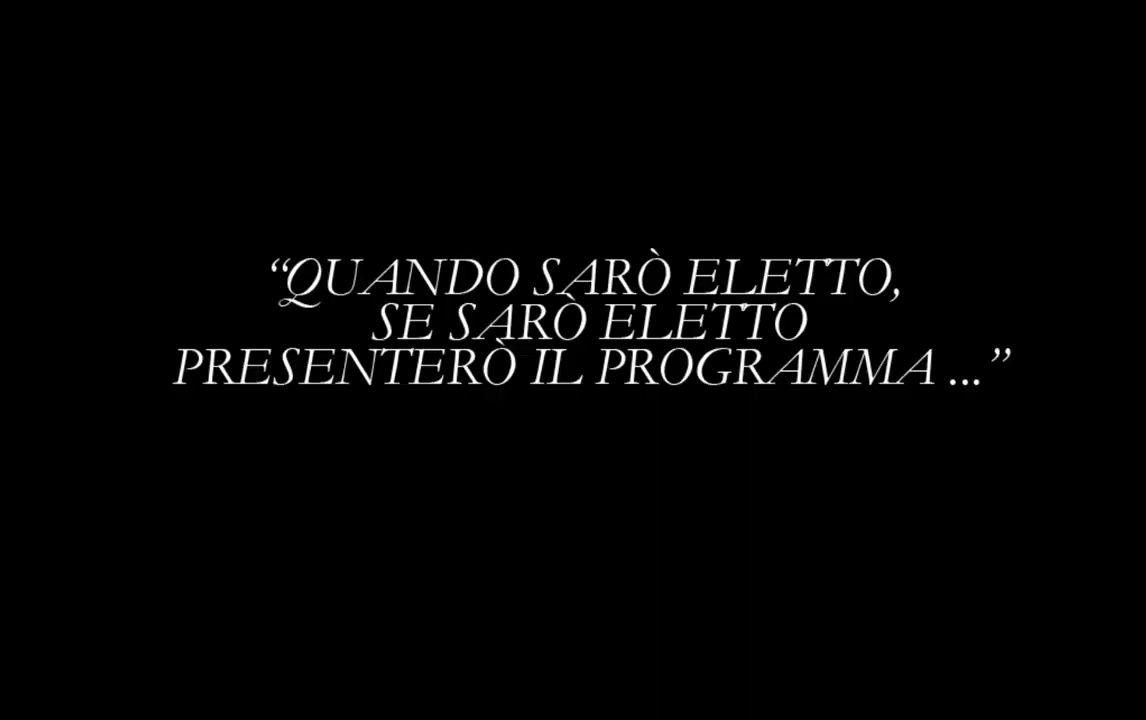 “QUANDO SARÒ ELETTO,
SE SARÒ ELETTO
PRESENTERÒ IL PROGRAMMA ...”